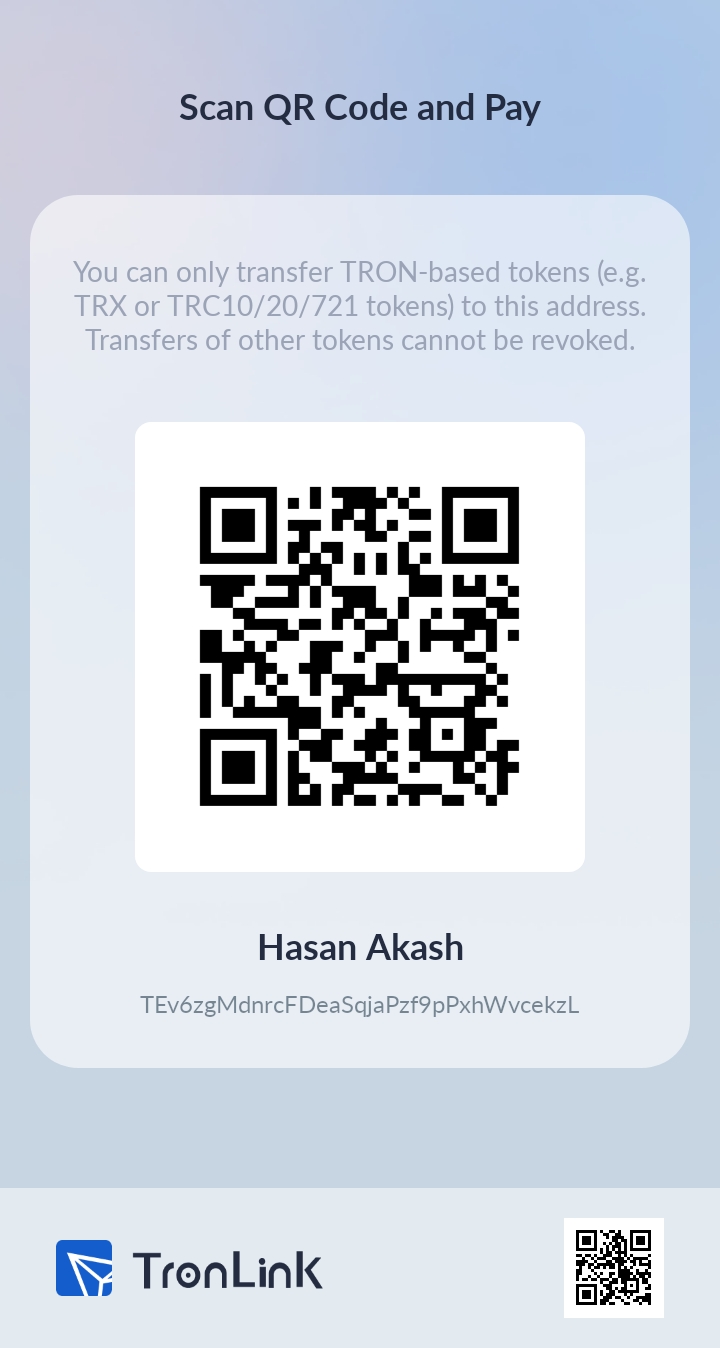 Scan QR Code and Pay
You can only transfer TRON-based tokens (e.g.
TRX or TRC10/20/721 tokens) to this address.
Transfers of other tokens cannot be revoked.
Hasan Akash
TEv6zgMdnrcFDeaSqjaPzf9pPxhWvcekzL
TronLink